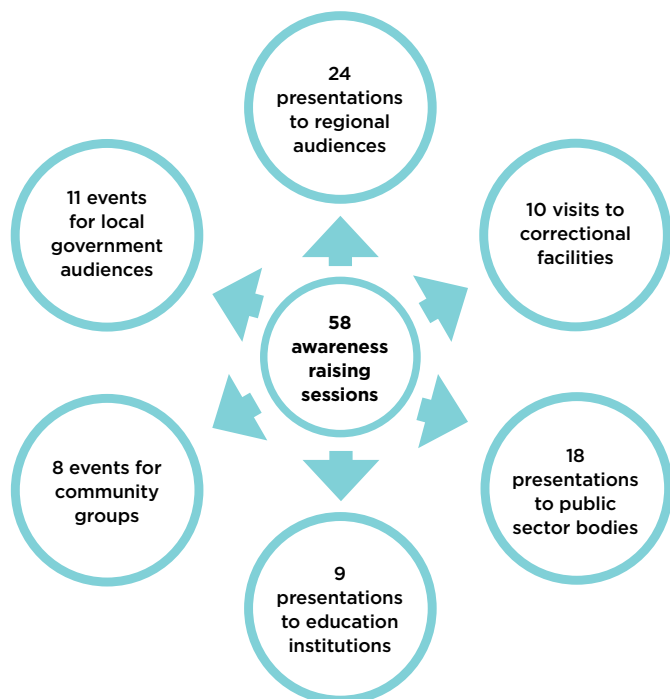 24
presentations
to regional
audiences
11 events
for local
government
audiences
10 visits to
correctional
facilities
58
awareness
raising
sessions
8 events for
community
groups
18
presentations
to public
sector bodies
9
presentations
to education
institutions